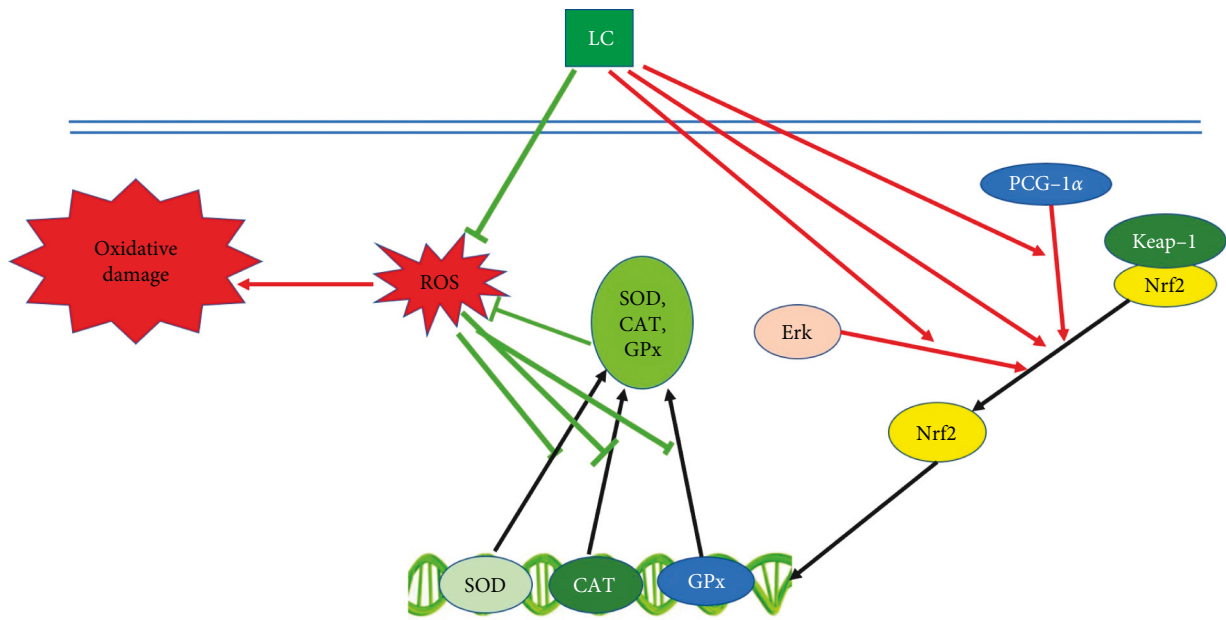 LC
PCG–1α
Keap–1
Nrf2
Oxidative
damage
ROS
SOD,
CAT,
GPx
Erk
Nrf2
SOD
CAT
GPx